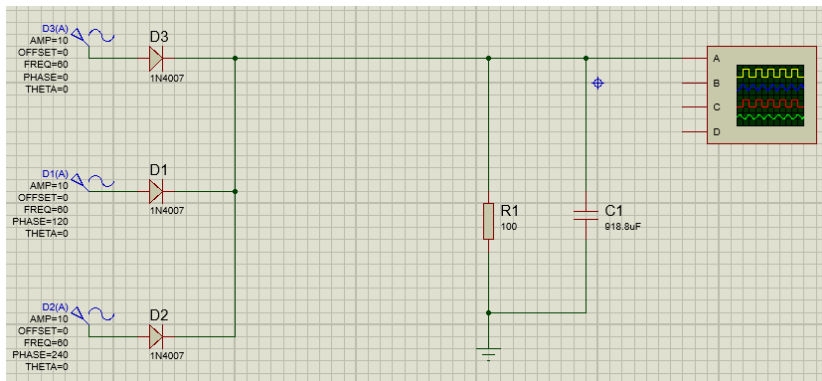 D3(A)
AMP=10
OFFSET=0
FREQ=60
PHASE=0
THETA=0
D3
1N4007
D1(A)
AMP=10
OFFSET=0
FREQ=60
PHASE=120
THETA=0
D1
1N4007
D2(A)
AMP=10
OFFSET=0
FREQ=60
PHASE=240
THETA=0
D2
1N4007
R1
100
C1
918.8uF
A
B
C
D